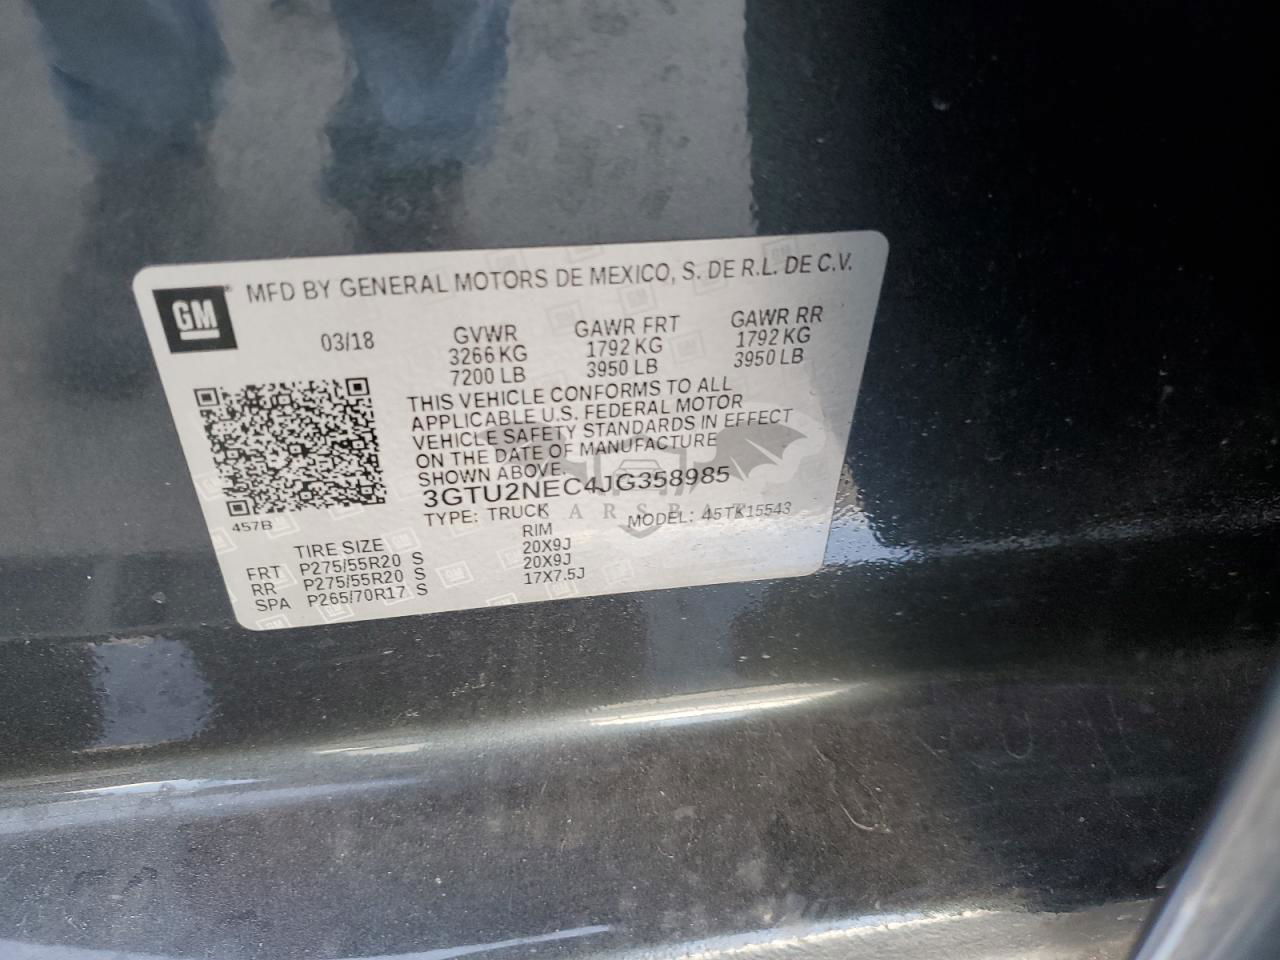 GM
MFD BY GENERAL MOTORS DE MEXICO, S. DE R.L. DE C.V.
03/18
GVWR GAWR FRT GAWR RR
3266 KG 1792 KG 1792 KG
7200 LB 3950 LB 3950 LB
THIS VEHICLE CONFORMS TO ALL
APPLICABLE U.S. FEDERAL MOTOR
VEHICLE SAFETY STANDARDS IN EFFECT
ON THE DATE OF MANUFACTURE
SHOWN ABOVE.
3GTU2NEC4JG358985
457B
TYPE: TRUCK MODEL: 45TK15543
TIRE SIZE RIM
FRT P275/55R20 S 20X9J
RR P275/55R20 S 20X9J
SPA P265/70R17 S 17X7.5J